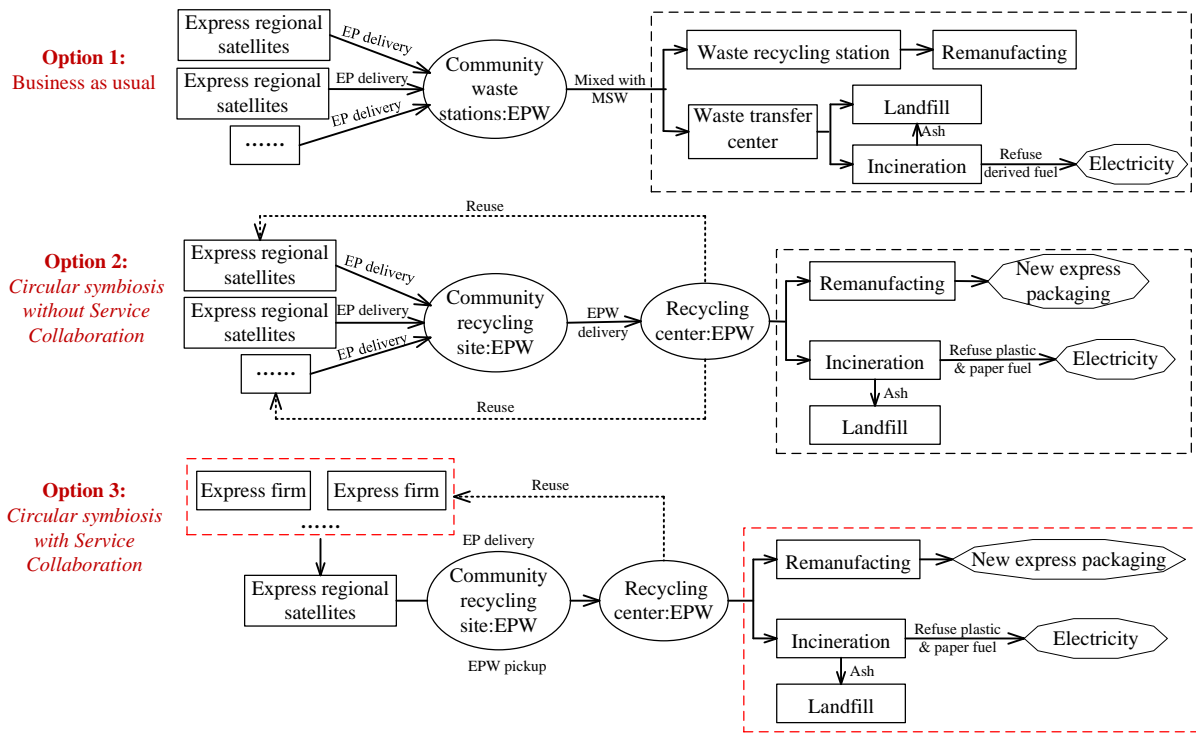 Option 1:
Business as usual
Express regional
satellites
Express regional
satellites
......
EP delivery
EP delivery
EP delivery
Community
waste
stations:EPW
Mixed with
MSW
Waste recycling station
Remanufacting
Waste transfer
center
Landfill
Ash
Incineration
Refuse
derived fuel
Electricity
Option 2:
Circular symbiosis
without Service
Collaboration
Reuse
Express regional
satellites
Express regional
satellites
......
EP delivery
EP delivery
EP delivery
Community
recycling
site:EPW
EPW
delivery
Recycling
center:EPW
Reuse
Remanufacting
New express
packaging
Incineration
Refuse plastic
& paper fuel
Electricity
Ash
Landfill
Option 3:
Circular symbiosis
with Service
Collaboration
Express firm
Express firm
......
Reuse
Express regional
satellites
EP delivery
Community
recycling
site:EPW
EPW pickup
Recycling
center:EPW
Remanufacting
New express packaging
Incineration
Refuse plastic
& paper fuel
Electricity
Ash
Landfill